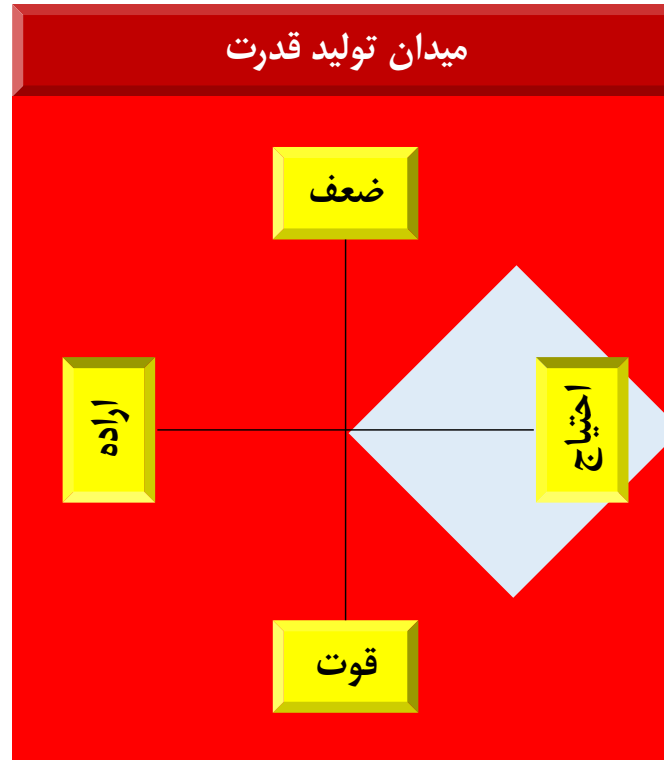 میدان تولید قدرت
ضعف
احتیاج
اراده
قوت